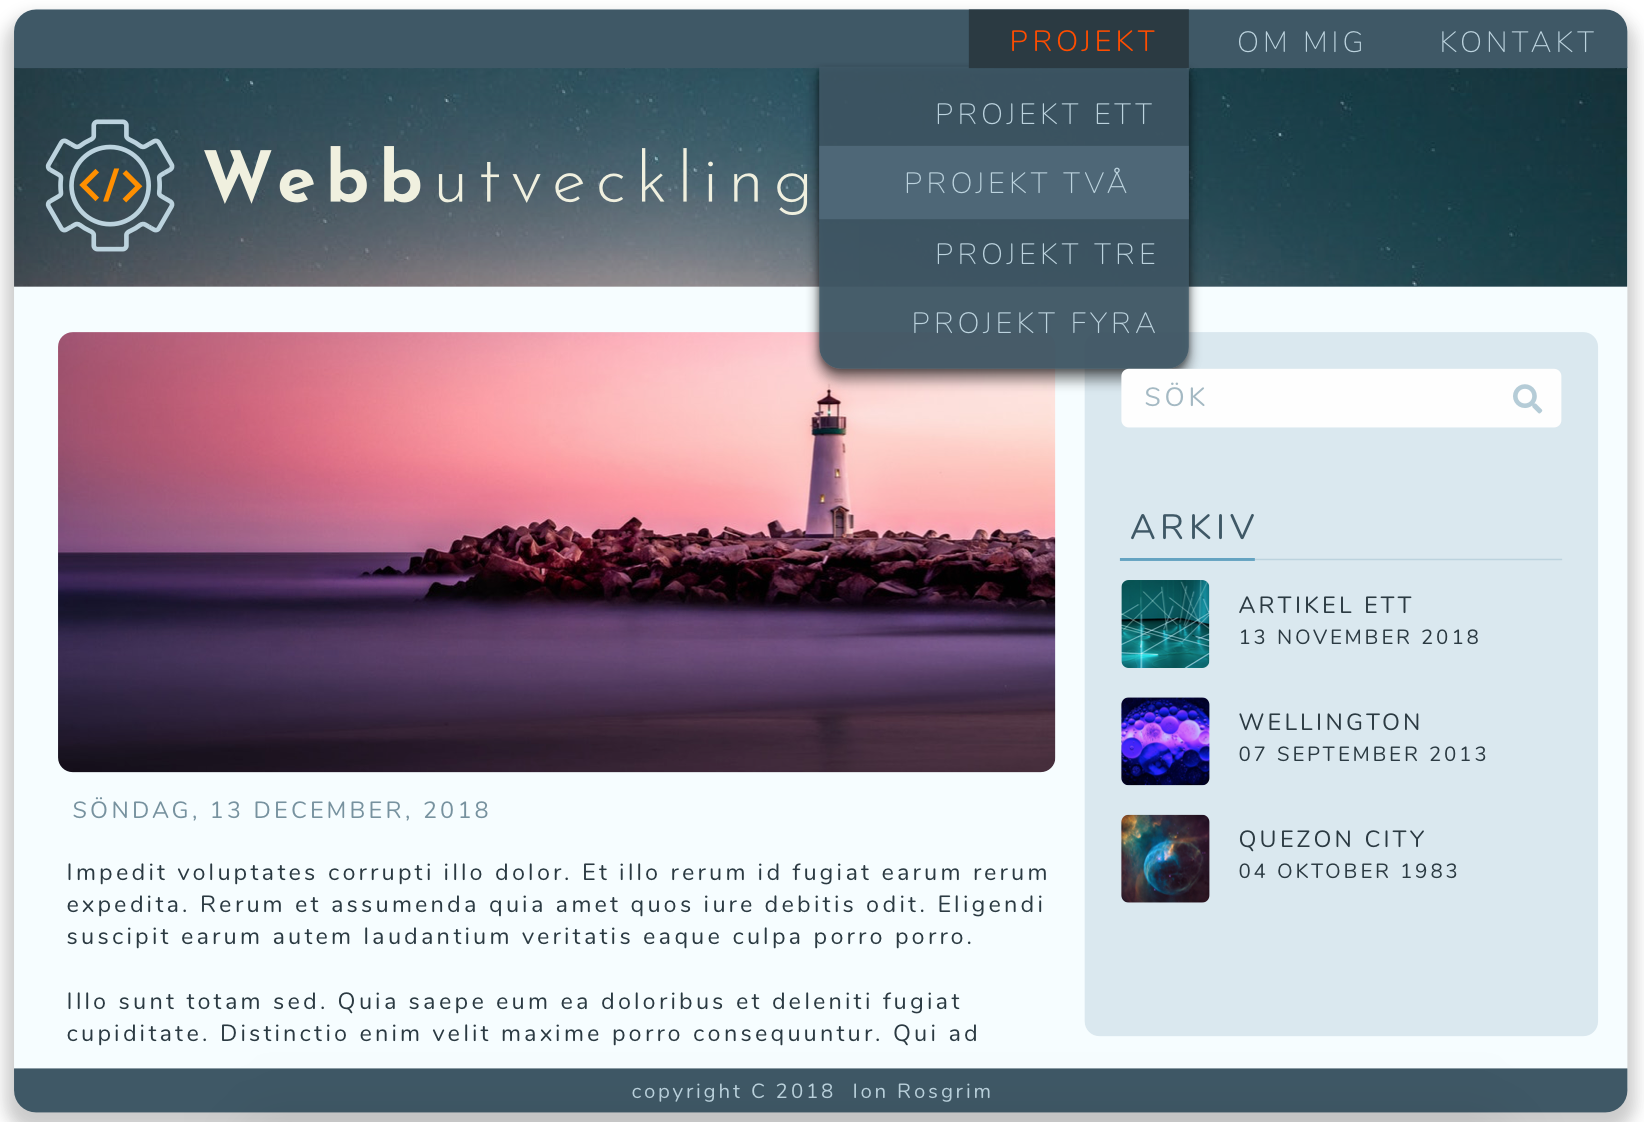 PROJEKT
OM MIG
KONTAKT
PROJEKT ETT
PROJEKT TVÅ
PROJEKT TRE
PROJEKT FYRA
</>
Webbutveckling
SÖK
ARKIV
ARTIKEL ETT
13 NOVEMBER 2018
WELLINGTON
07 SEPTEMBER 2013
QUEZON CITY
04 OKTOBER 1983
SÖNDAG, 13 DECEMBER, 2018
Impedit voluptates corrupti illo dolor. Et illo rerum id fugiat earum rerum
expedita. Rerum et assumenda quia amet quos iure debitis odit. Eligendi
suscipit earum autem laudantium veritatis eaque culpa porro porro.
Illo sunt totam sed. Quia saepe eum ea doloribus et deleniti fugiat
cupiditate. Distinctio enim velit maxime porro consequuntur. Qui ad
copyright C 2018 Ion Rosgrim